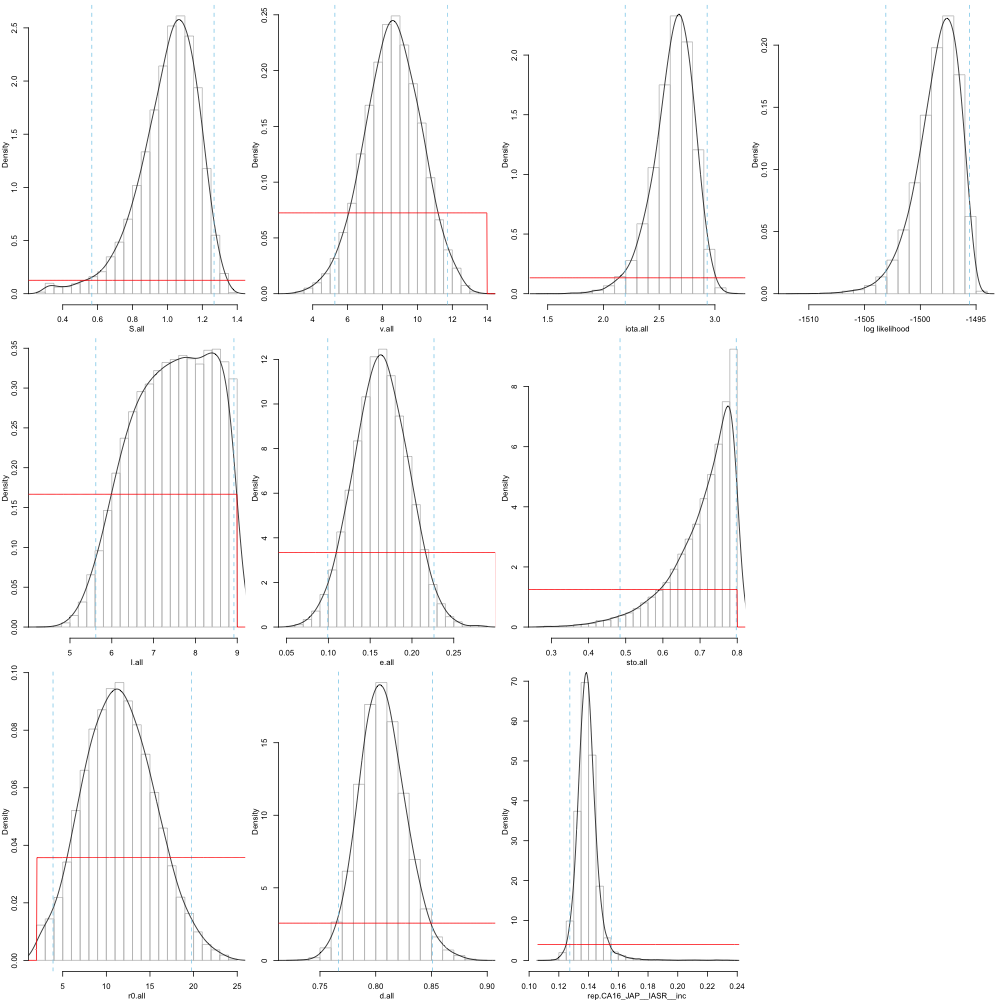 Density
0.0 0.5 1.0 1.5 2.0 2.5
0.4 0.6 0.8 1.0 1.2 1.4
S.all
Density
0.00 0.05 0.10 0.15 0.20 0.25
4 6 8 10 12 14
v.all
Density
0.0 0.5 1.0 1.5 2.0
1.5 2.0 2.5 3.0
iota.all
Density
0.00 0.05 0.10 0.15 0.20
-1510 -1505 -1500 -1495
log likelihood
Density
0.00 0.05 0.10 0.15 0.20 0.25 0.30 0.35
5 6 7 8 9
l.all
Density
0 2 4 6 8 10 12
0.05 0.10 0.15 0.20 0.25
e.all
Density
0 2 4 6 8
0.3 0.4 0.5 0.6 0.7 0.8
sto.all
Density
0.00 0.02 0.04 0.06 0.08 0.10
5 10 15 20 25
r0.all
Density
0 5 10 15
0.75 0.80 0.85 0.90
d.all
Density
0 10 20 30 40 50 60 70
0.10 0.12 0.14 0.16 0.18 0.20 0.22 0.24
rep.CA16_JAP__IASR__inc